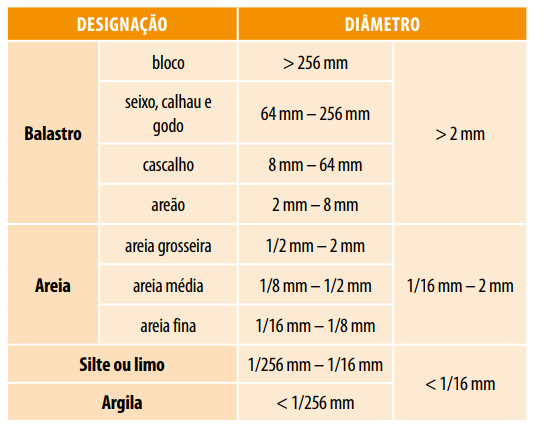 DESIGNAÇÃO DIÂMETRO
Balastro
bloco > 256 mm
seixo, calhau e
godo
64 mm – 256 mm
cascalho 8 mm – 64 mm
areão 2 mm – 8 mm
> 2 mm
Areia
areia grosseira 1/2 mm – 2 mm
areia média 1/8 mm – 1/2 mm
areia fina 1/16 mm – 1/8 mm
1/16 mm – 2 mm
Silte ou limo 1/256 mm – 1/16 mm
Argila < 1/256 mm
< 1/16 mm